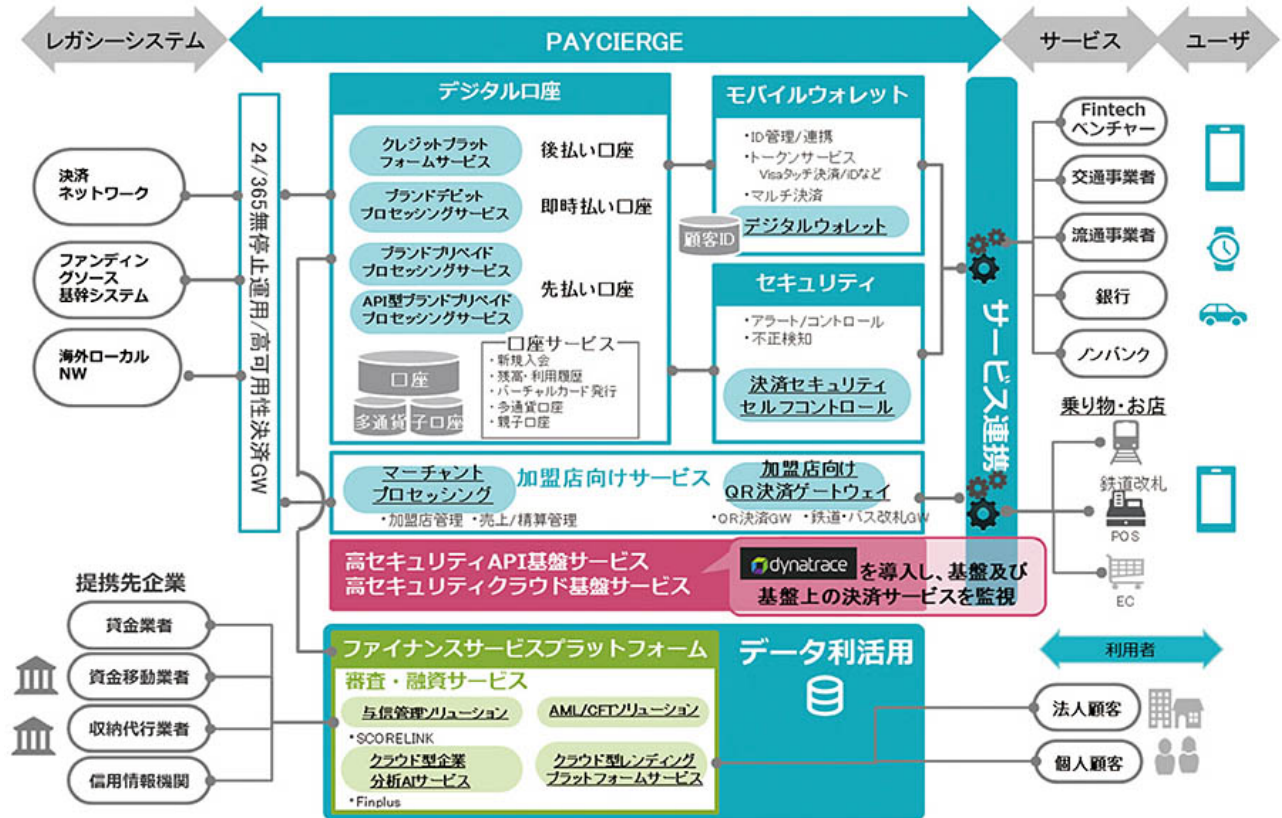 レガシーシステム
PAYCIERGE
サービス
ユーザ
決済
ネットワーク
ファンディン
グソース
基幹システム
海外ローカル
NW
24/365無停止運用/高可用性決済GW
デジタル口座
クレジットプラット
フォームサービス
後払い口座
ブランドデビット
プロセッシングサービス
即時払い口座
ブランドプリペイド
プロセッシングサービス
先払い口座
API型ブランドプリペイド
プロセッシングサービス
口座
多通貨
子口座
口座サービス
・新規入会
・残高・利用履歴
・バーチャルカード発行
・多通貨口座
・親子口座
モバイルウォレット
・ID管理/連携
・トークンサービス
Visaタッチ決済/iDなど
・マルチ決済
顧客ID
デジタルウォレット
セキュリティ
・アラート/コントロール
・不正検知
決済セキュリティ
セルフコントロール
サービス連携
Fintech
ベンチャー
交通事業者
流通事業者
銀行
ノンバンク
乗り物・お店
鉄道改札
POS
EC
マーチャント
プロセッシング
加盟店向けサービス
加盟店向け
QR決済ゲートウェイ
・加盟店管理 ・売上/精算管理
・QR決済GW ・鉄道・バス改札GW
高セキュリティAPI基盤サービス
高セキュリティクラウド基盤サービス
dynatrace を導入し、基盤及び
基盤上の決済サービスを監視
提携先企業
貸金業者
資金移動業者
収納代行業者
信用情報機関
ファイナンスサービスプラットフォーム
審査・融資サービス
与信管理ソリューション
AML/CFTソリューション
・SCORELINK
クラウド型企業
分析AIサービス
クラウド型レンディング
プラットフォームサービス
・Finplus
データ利活用
利用者
法人顧客
個人顧客